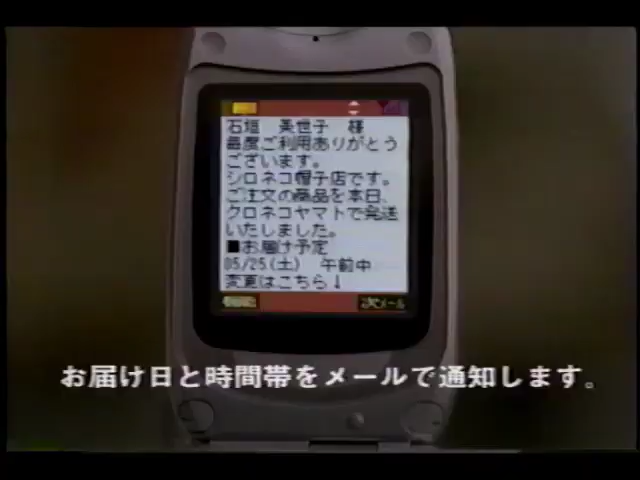 石垣　美世子　様
毎度ご利用ありがとう
ございます。
シロネコ帽子店です。
ご注文の商品を本日、
クロネコヤマトで発送
いたしました。
■お届け予定
05/25(土)　午前中
変更はこちら↓
次メール
お届け日と時間帯をメールで通知します。